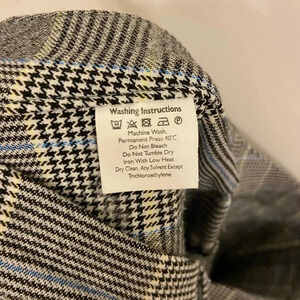 Washing Instructions
Machine Wash.
Permanent Press 40°C
Do Not Bleach
Do Not Tumble Dry
Iron With Low Heat
Dry Clean, Any Solvent Except
Trichloroethylene